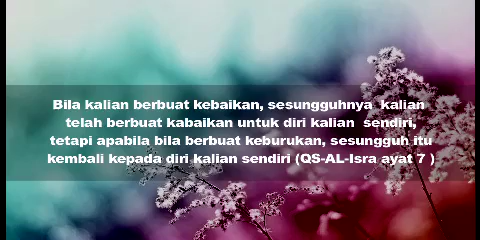 Bila kalian berbuat kebaikan, sesungguhnya  kalian
telah berbuat kabaikan untuk diri kalian  sendiri,
tetapi apabila bila berbuat keburukan, sesungguh itu
kembali kepada diri kalian sendiri (QS-AL-Isra ayat 7 )